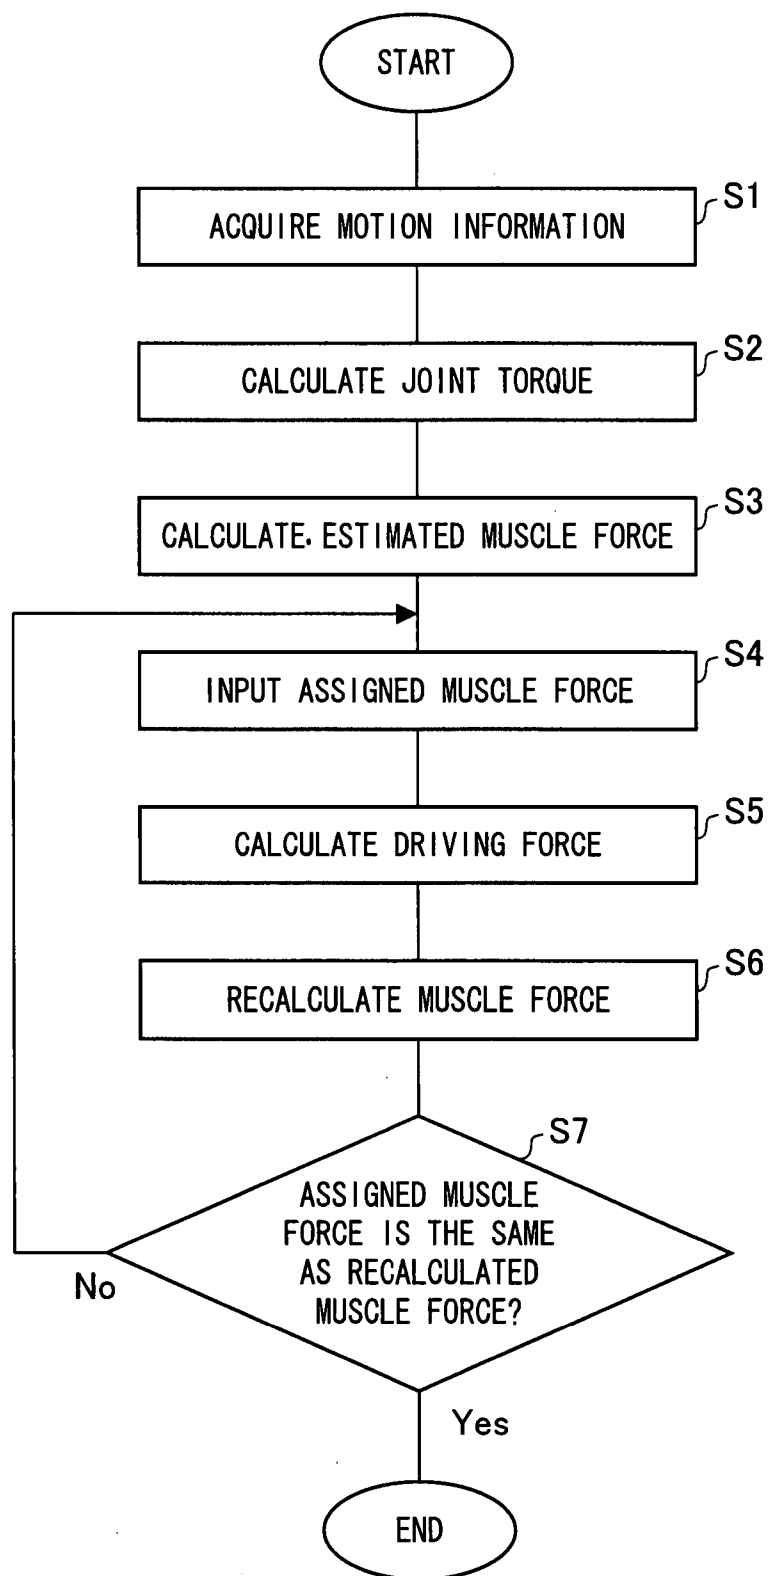 START
S1
ACQUIRE MOTION INFORMATION
S2
CALCULATE JOINT TORQUE
S3
CALCULATE. ESTIMATED MUSCLE FORCE
S4
INPUT ASSIGNED MUSCLE FORCE
S5
CALCULATE DRIVING FORCE
S6
RECALCULATE MUSCLE FORCE
S7
ASSIGNED MUSCLE
FORCE IS THE SAME
AS RECALCULATED
MUSCLE FORCE?
No
Yes
END